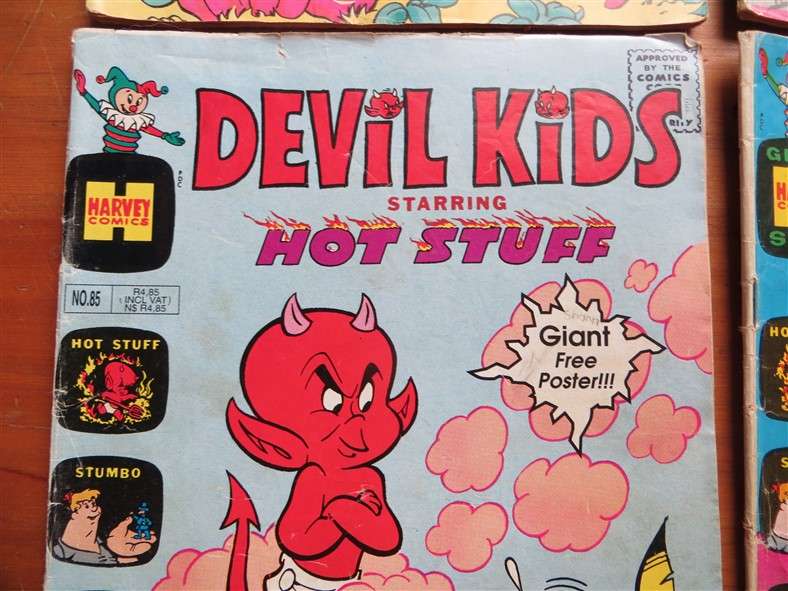 APPROVED
BY THE
COMICS
DEVIL KiDS
STARRING
HOT STUFF
HARVEY
COMICS
NO.85
R4,85
(INCL VAT)
N$ R4,85
Giant
Free
Poster!!!
HOT STUFF
STUMBO